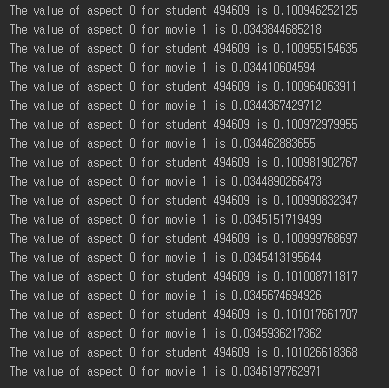 The value of aspect 0 for student 494609 is 0.100946252125
The value of aspect 0 for movie 1 is 0.0343844685218
The value of aspect 0 for student 494609 is 0.100955154635
The value of aspect 0 for movie 1 is 0.034410604594
The value of aspect 0 for student 494609 is 0.100964063911
The value of aspect 0 for movie 1 is 0.0344367429712
The value of aspect 0 for student 494609 is 0.100972979955
The value of aspect 0 for movie 1 is 0.034462883655
The value of aspect 0 for student 494609 is 0.100981902767
The value of aspect 0 for movie 1 is 0.0344890266473
The value of aspect 0 for student 494609 is 0.100990832347
The value of aspect 0 for movie 1 is 0.0345151719499
The value of aspect 0 for student 494609 is 0.100999768697
The value of aspect 0 for movie 1 is 0.0345413195644
The value of aspect 0 for student 494609 is 0.101008711817
The value of aspect 0 for movie 1 is 0.0345674694926
The value of aspect 0 for student 494609 is 0.101017661707
The value of aspect 0 for movie 1 is 0.0345936217362
The value of aspect 0 for student 494609 is 0.101026618368
The value of aspect 0 for movie 1 is 0.0346197762971